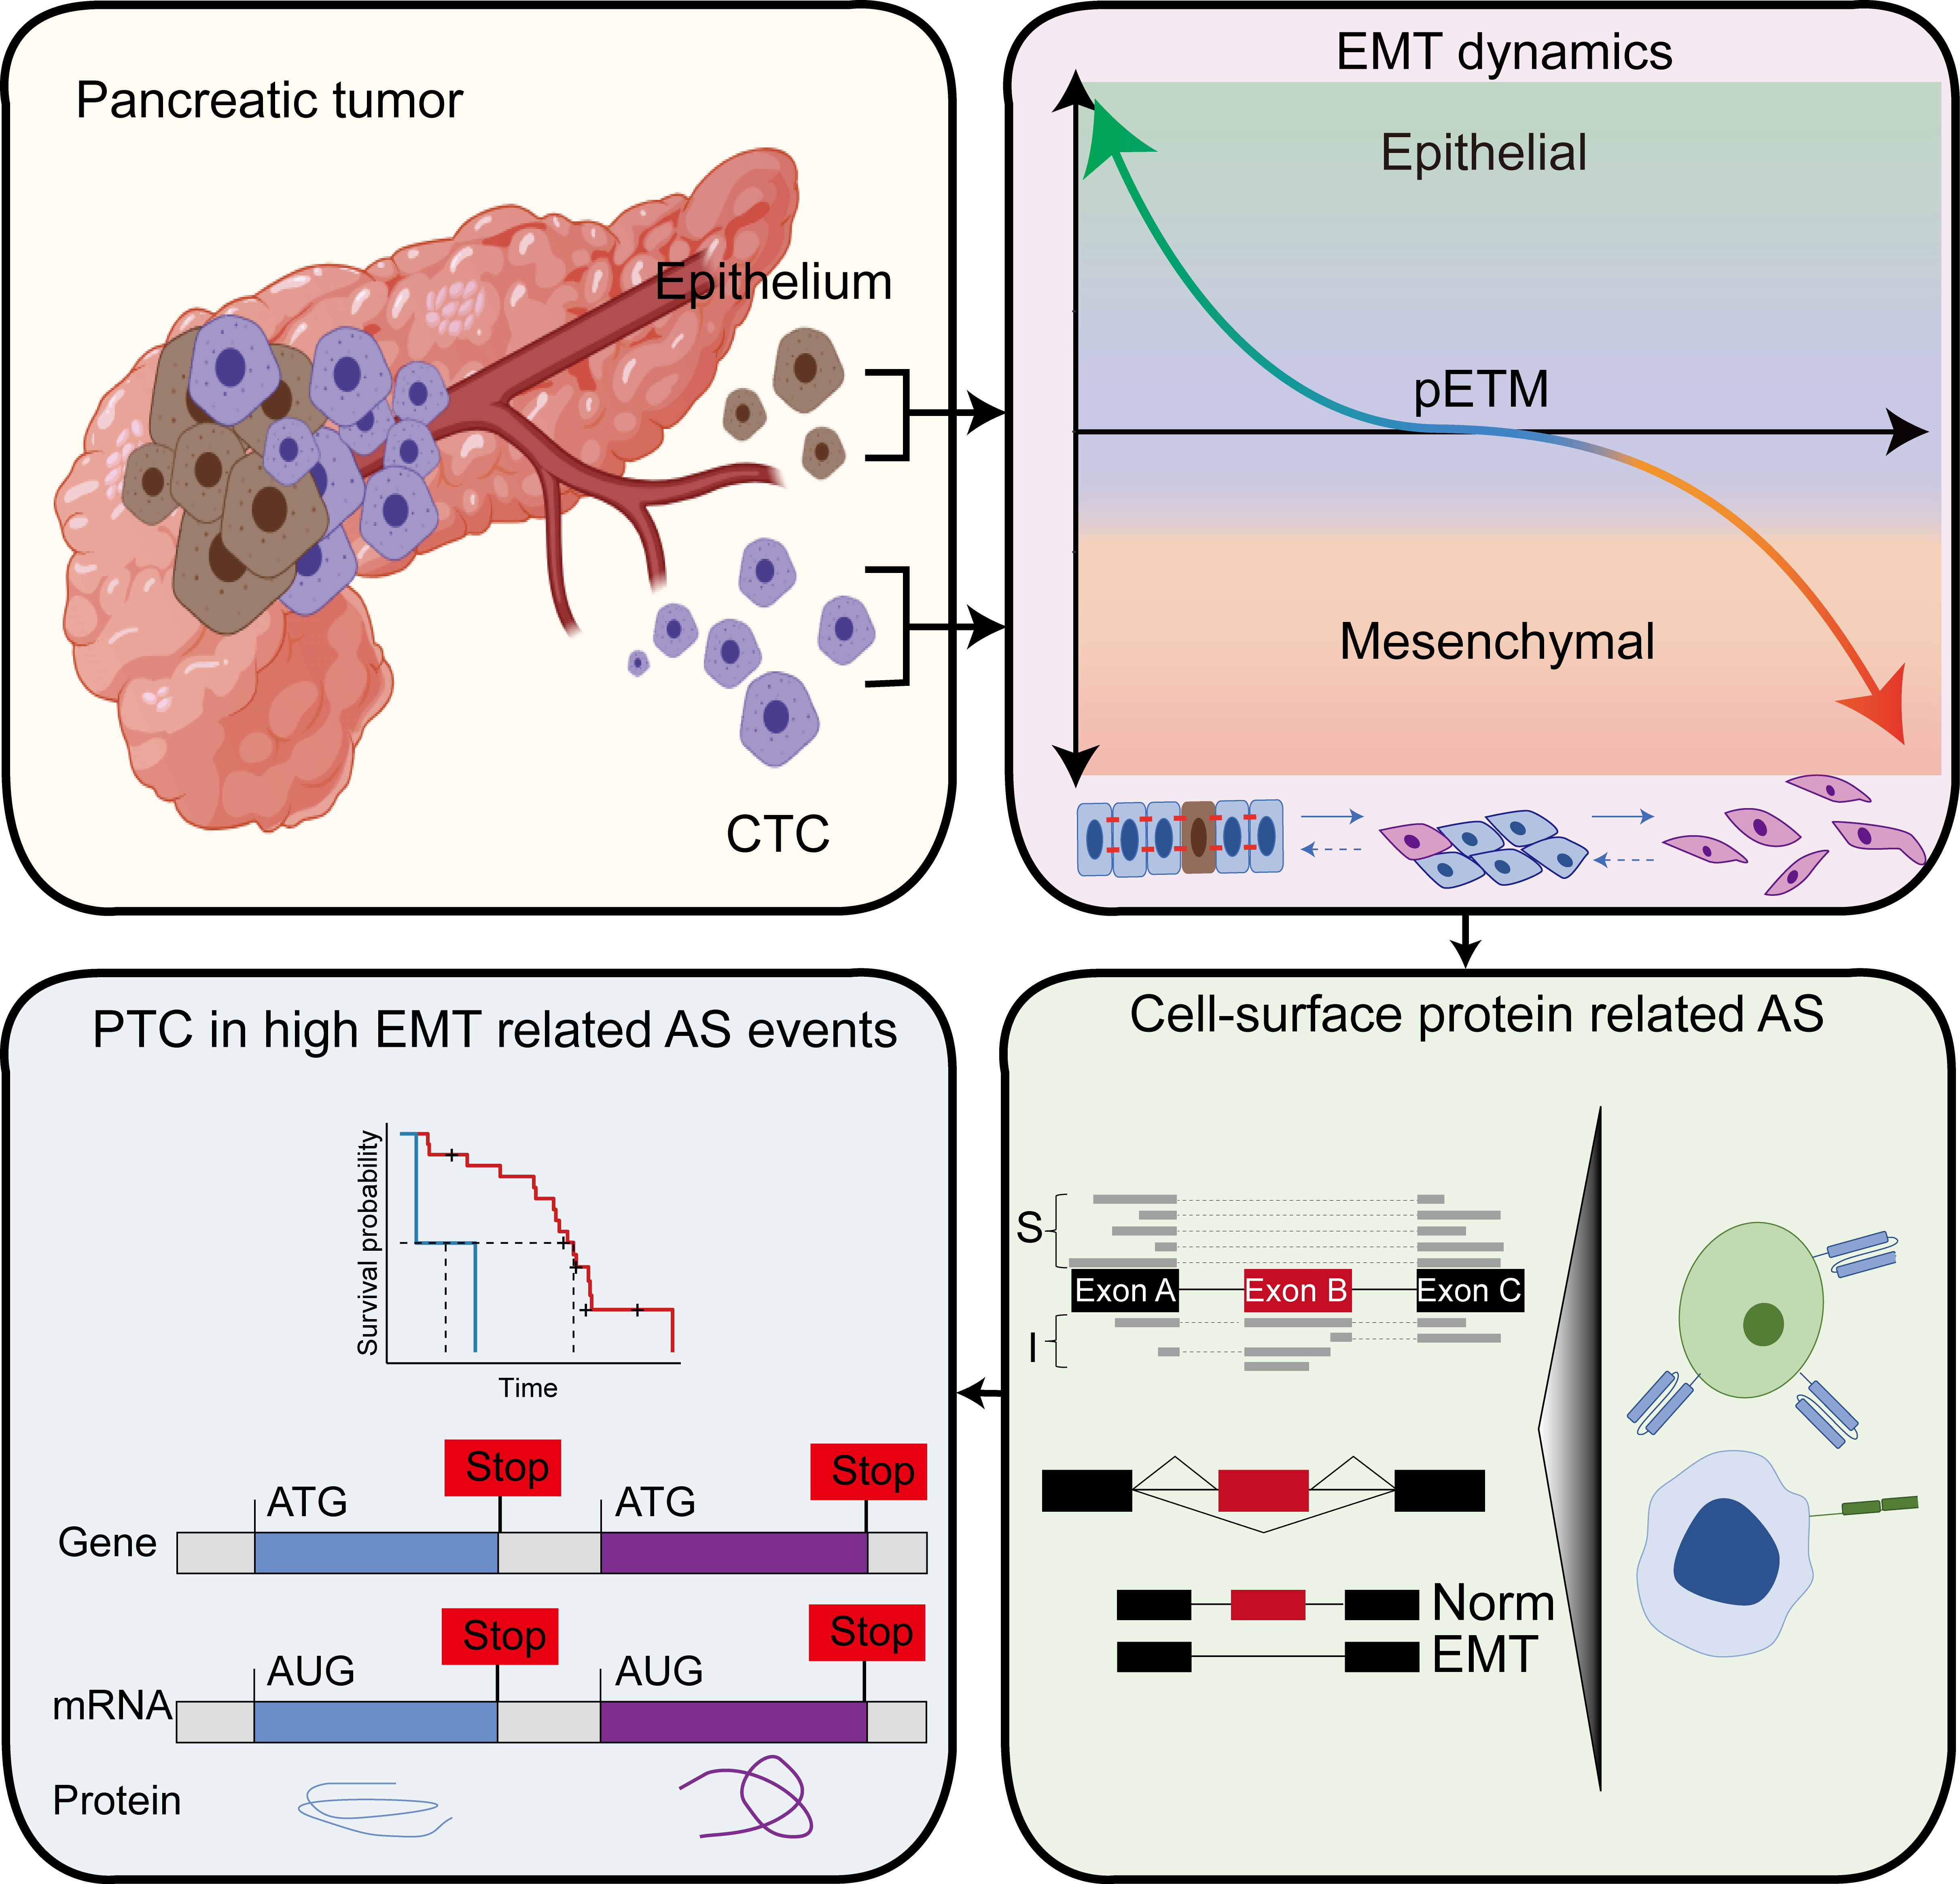 Pancreatic tumor
Epithelium
CTC
EMT dynamics
Epithelial
pETM
Mesenchymal
Cell-surface protein related AS
S
Exon A
Exon B
Exon C
I
Norm
EMT
PTC in high EMT related AS events
Survival probability
Time
Stop
Stop
ATG
ATG
Gene
Stop
Stop
AUG
AUG
mRNA
Protein